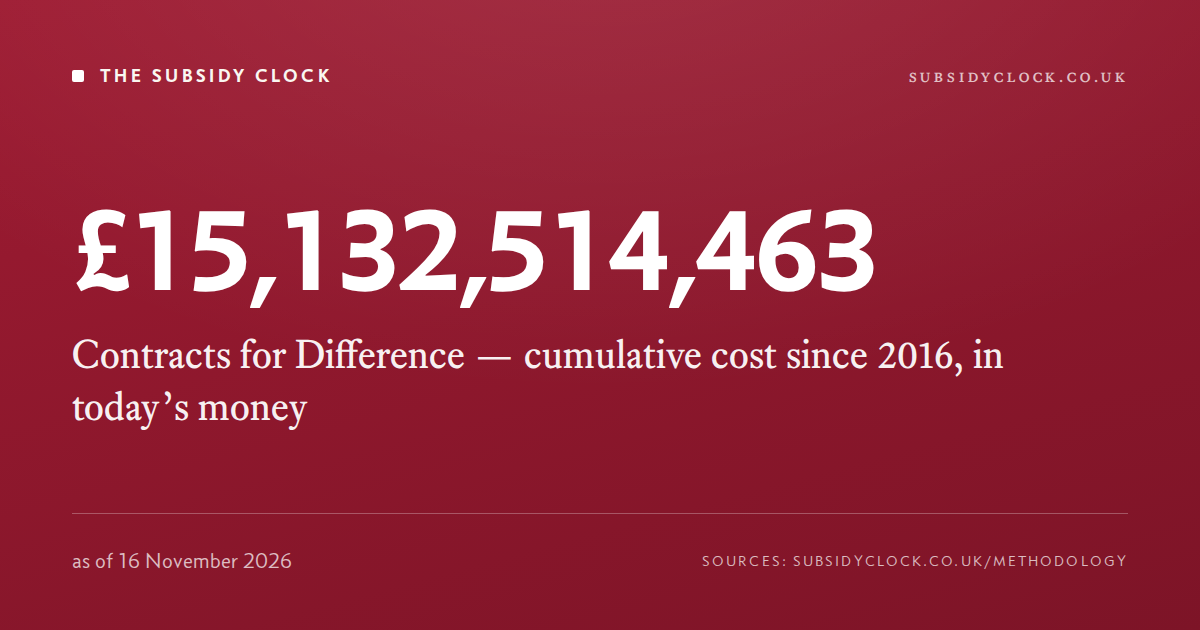 THE SUBSIDY CLOCK
SUBSIDYCLOCK.CO.UK
£15,132,514,463
Contracts for Difference — cumulative cost since 2016, in
today’s money
as of 16 November 2026
SOURCES: SUBSIDYCLOCK.CO.UK/METHODOLOGY